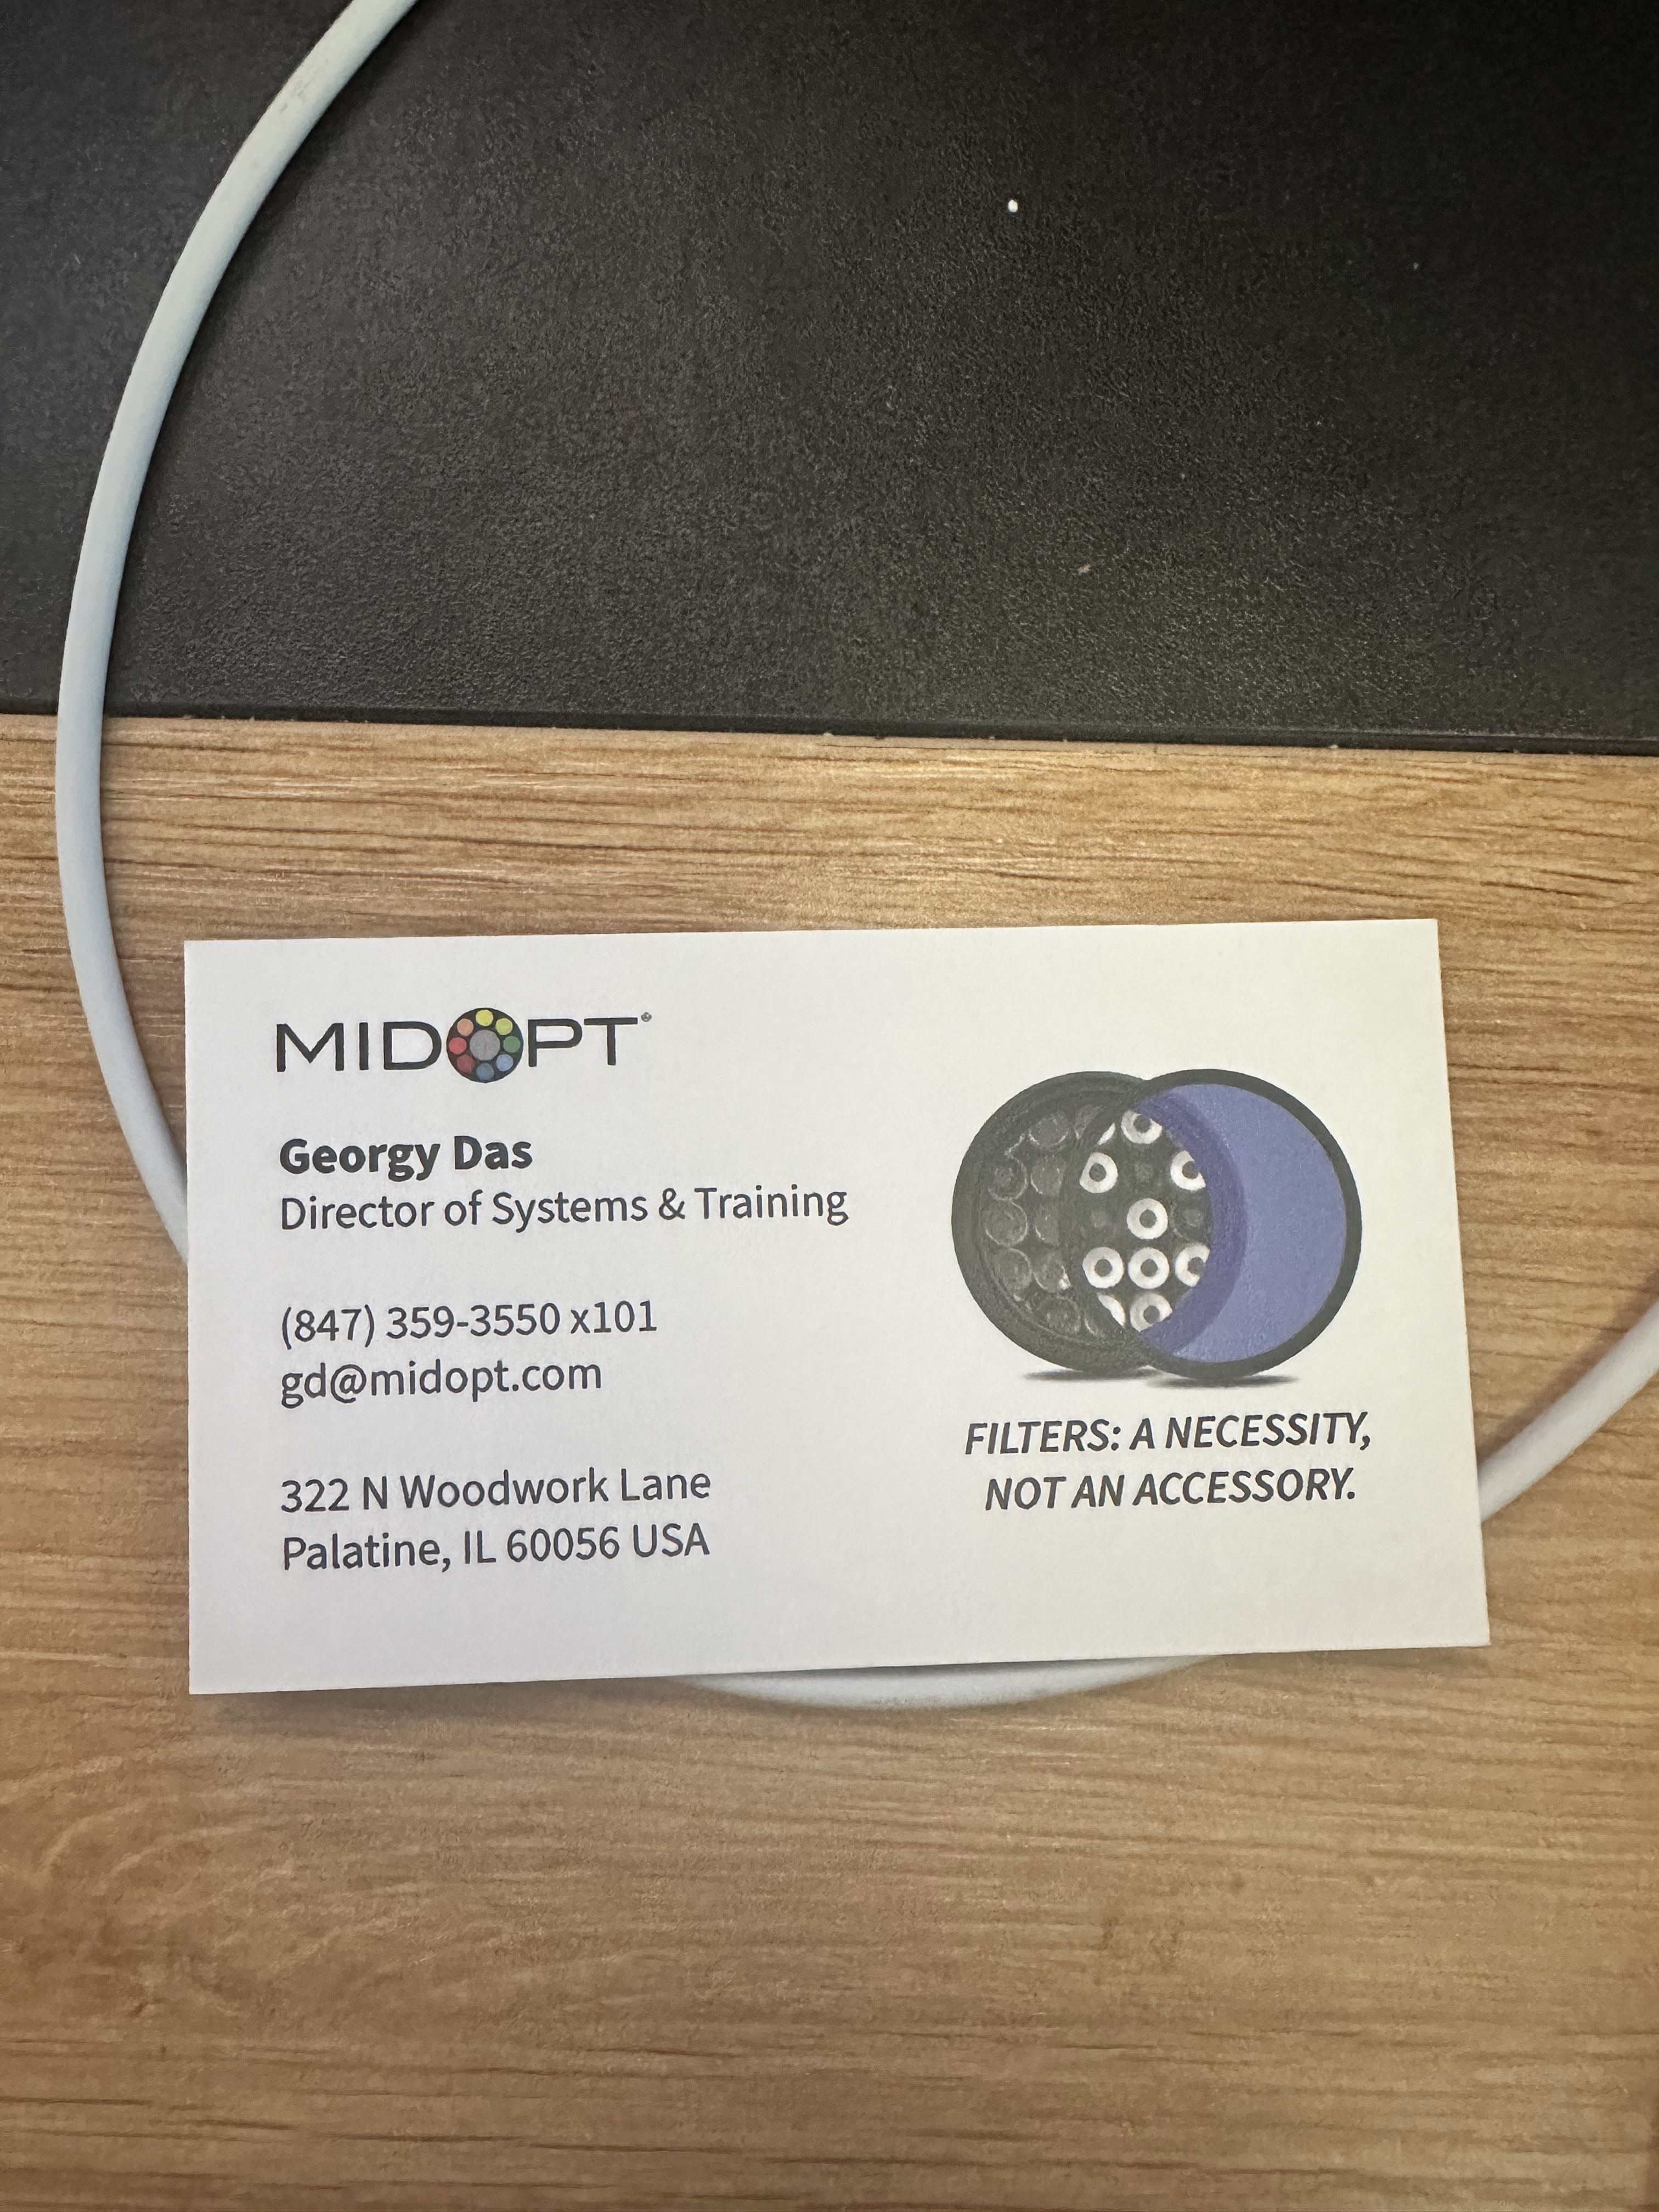 MIDOPT®
Georgy Das
Director of Systems & Training
(847) 359-3550 x101
gd@midopt.com
322 N Woodwork Lane
Palatine, IL 60056 USA
FILTERS: A NECESSITY,
NOT AN ACCESSORY.